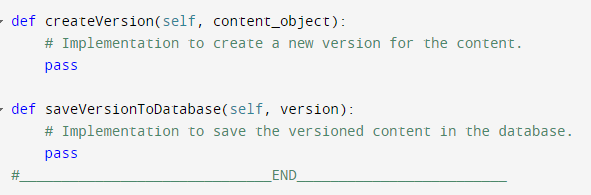 def createVersion(self, content_object):
    # Implementation to create a new version for the content.
    pass

def saveVersionToDatabase(self, version):
    # Implementation to save the versioned content in the database.
    pass
#______________________________END_________________________